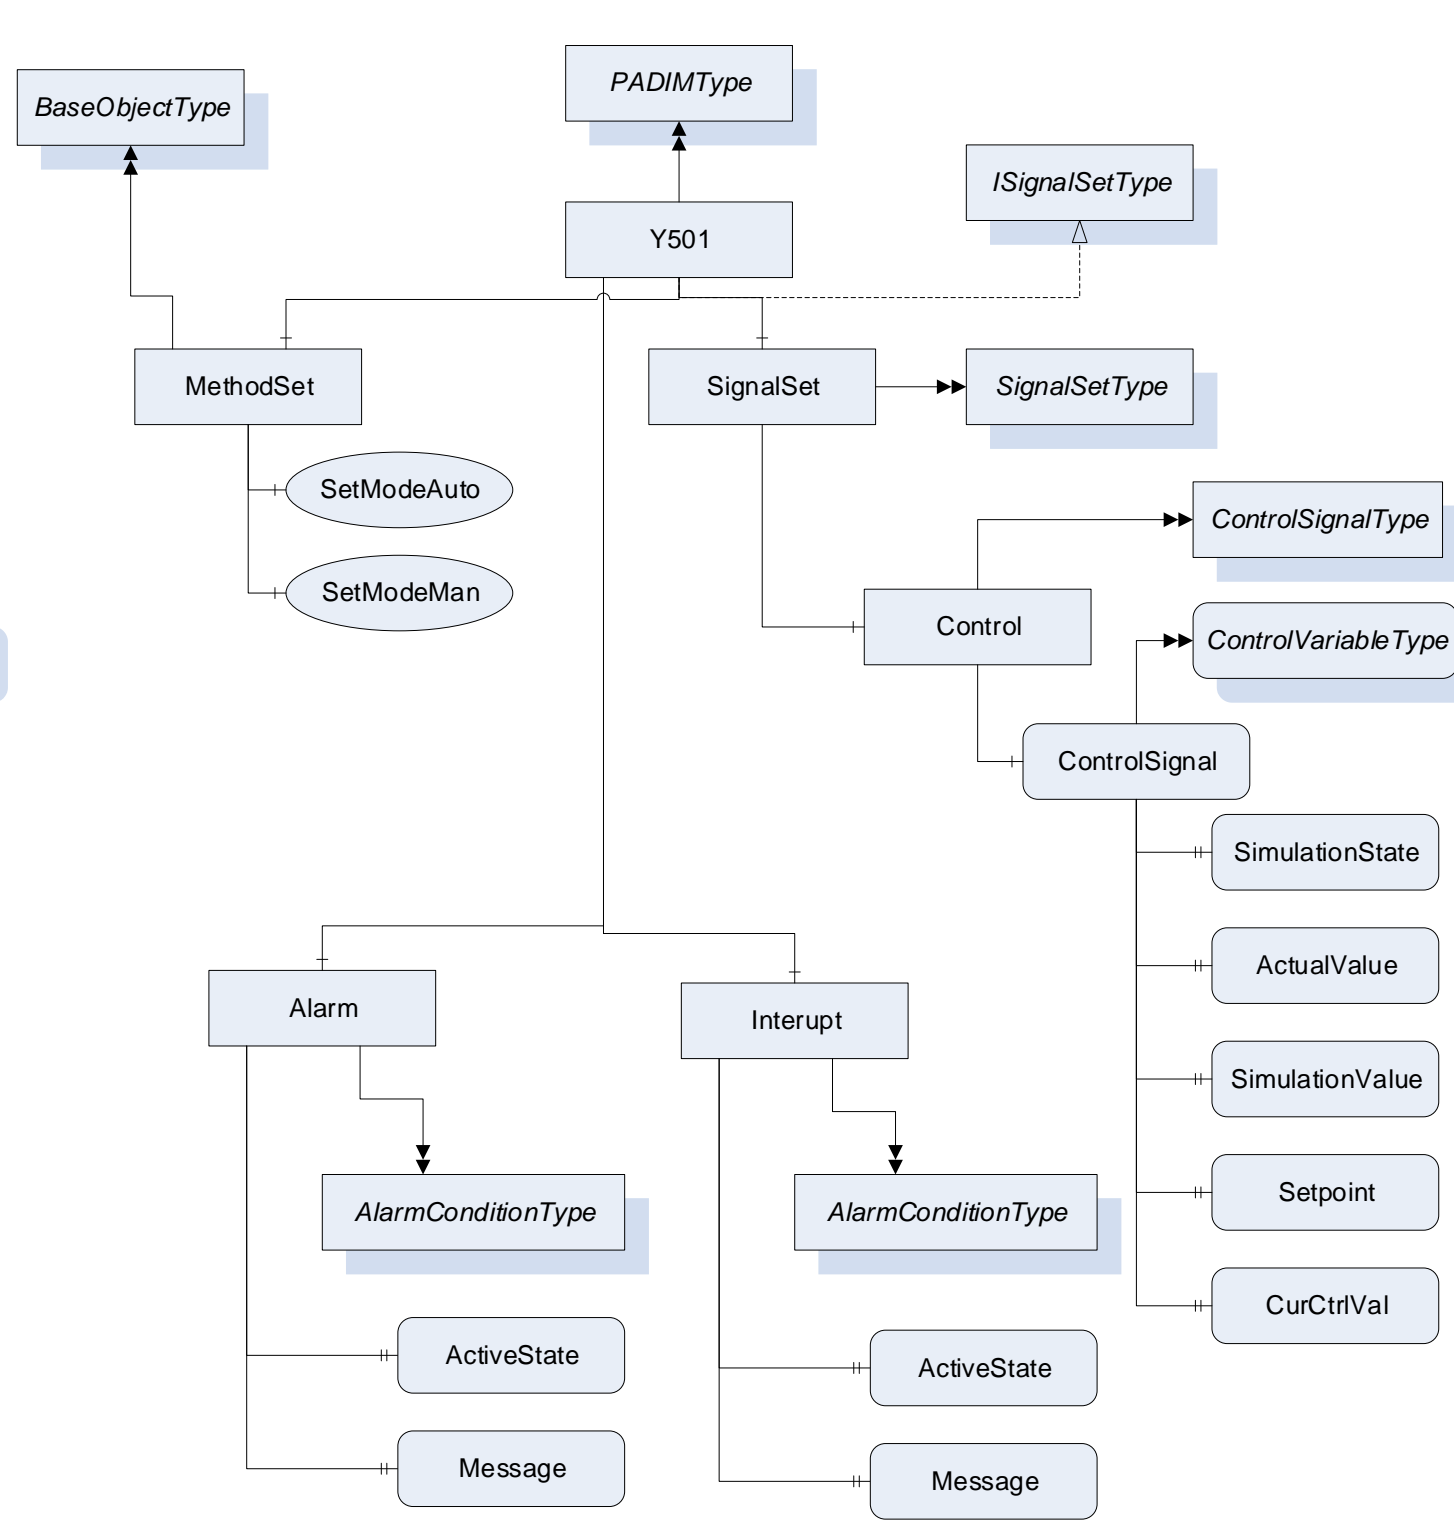 PADIMType
BaseObjectType
ISignalSetType
Y501
MethodSet
SignalSet
SignalSetType
SetModeAuto
ControlSignalType
SetModeMan
Control
ControlVariableType
ControlSignal
SimulationState
ActualValue
Alarm
Interupt
SimulationValue
Setpoint
AlarmConditionType
AlarmConditionType
CurCtrlVal
ActiveState
ActiveState
Message
Message